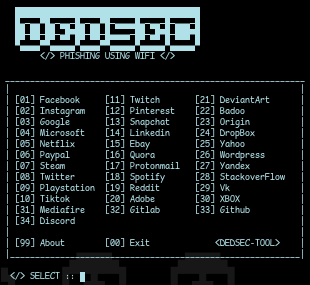 DEDSEC
</> PHISHING USING WIFI </>
[01] Facebook [11] Twitch [21] DeviantArt
[02] Instagram [12] Pinterest [22] Badoo
[03] Google [13] Snapchat [23] Origin
[04] Microsoft [14] Linkedin [24] DropBox
[05] Netflix [15] Ebay [25] Yahoo
[06] Paypal [16] Quora [26] Wordpress
[07] Steam [17] Protonmail [27] Yandex
[08] Twitter [18] Spotify [28] StackoverFlow
[09] Playstation [19] Reddit [29] Vk
[10] Tiktok [20] Adobe [30] XBOX
[31] Mediafire [32] Gitlab [33] Github
[34] Discord
[99] About [00] Exit <DEDSEC-TOOL>
</> SELECT ::